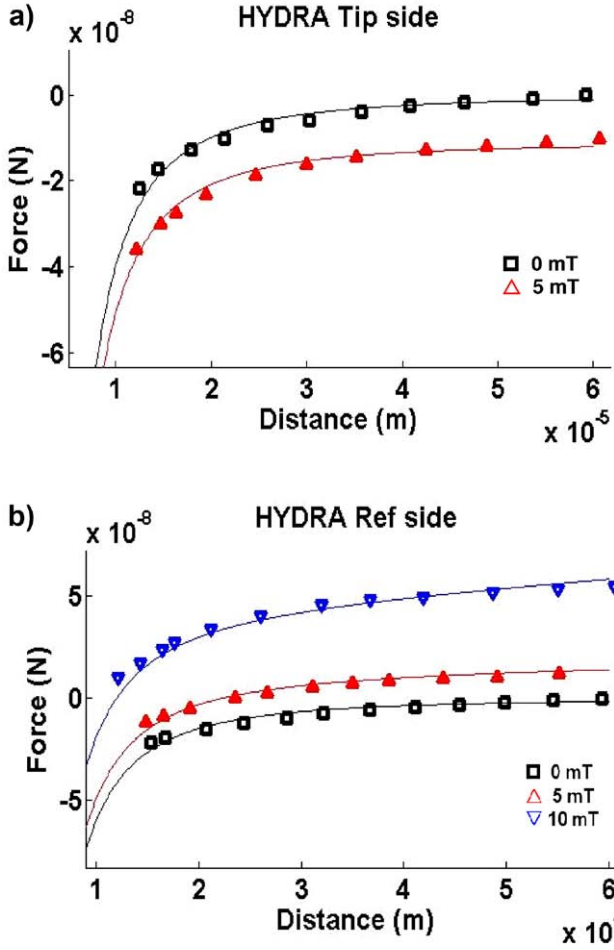 a)
x 10⁻⁸
HYDRA Tip side
0
-2
-4
-6
Force (N)
0 mT
5 mT
1 2 3 4 5 6
Distance (m)
x 10⁻⁵
b)
x 10⁻⁸
HYDRA Ref side
5
0
-5
Force (N)
0 mT
5 mT
10 mT
1 2 3 4 5 6
Distance (m)
x 10